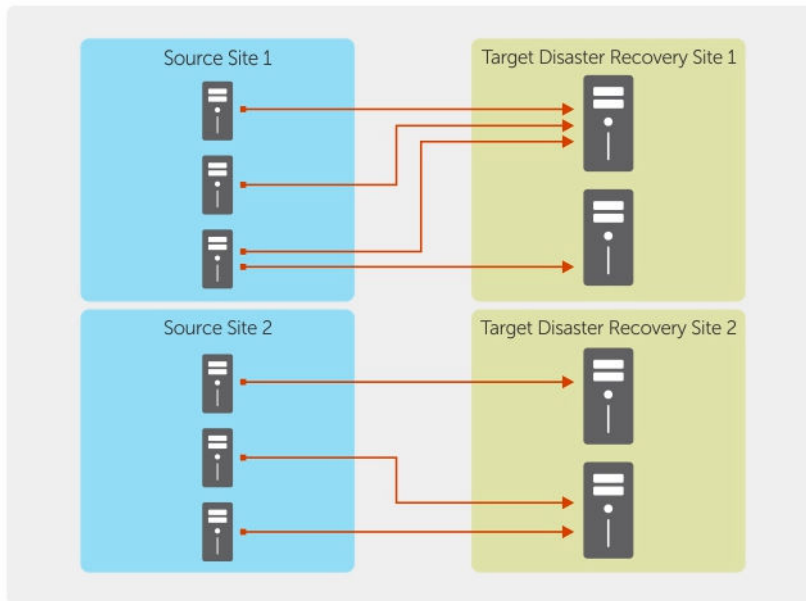 Source Site 1
Target Disaster Recovery Site 1
Source Site 2
Target Disaster Recovery Site 2